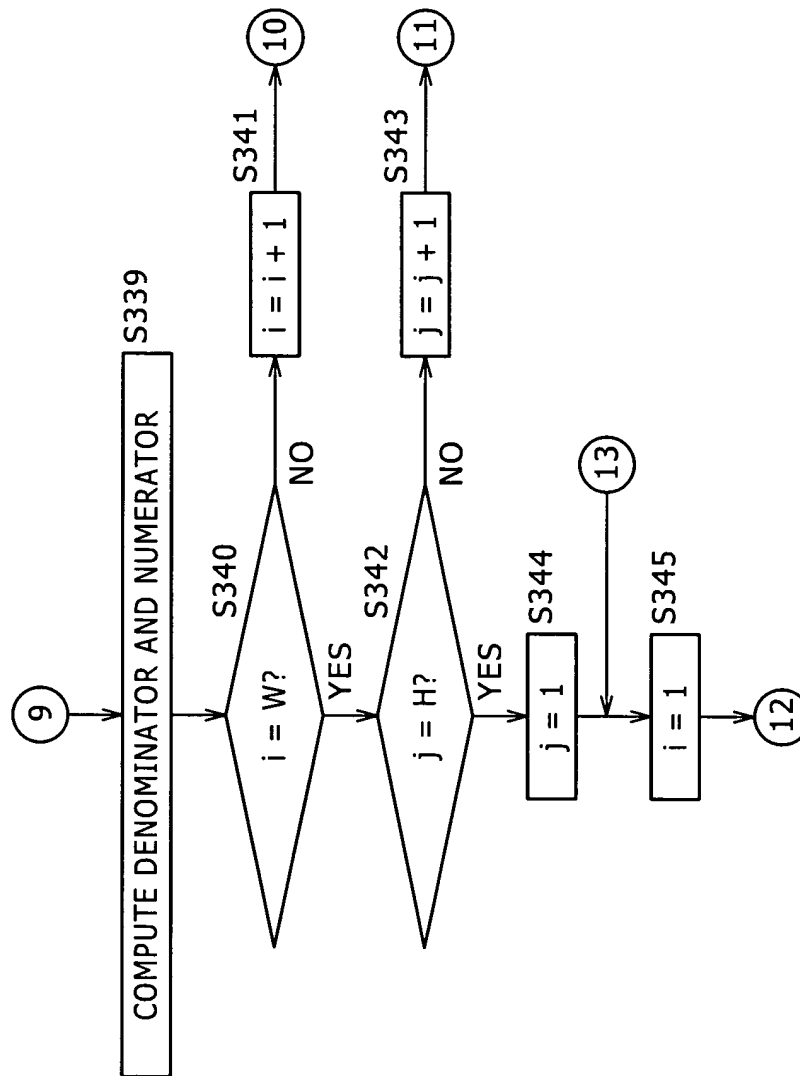 9
S339
COMPUTE DENOMINATOR AND NUMERATOR
S340
i = W?
NO
S341
i = i + 1
10
YES
S342
j = H?
NO
S343
j = j + 1
11
YES
S344
j = 1
13
S345
i = 1
12